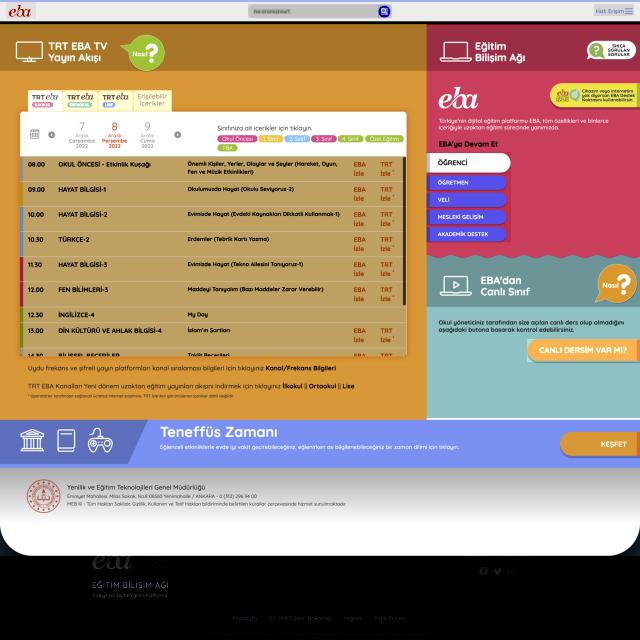 eba
Ne aramıştınız?
Hızlı Erişim
TRT EBA TV
Yayın Akışı
Nasıl ?
TRT eba İLKOKUL
TRT eba ORTAOKUL
TRT eba LİSE
Erişilebilir
İçerikler
7
Aralık
Çarşamba
2022
8
Aralık
Perşembe
2022
9
Aralık
Cuma
2022
Sınıfınıza ait içerikler için tıklayın.
Okul Öncesi
1. Sınıf
2. Sınıf
3. Sınıf
4. Sınıf
Özel Eğitim
TBA
08.00 OKUL ÖNCESİ - Etkinlik Kuşağı Önemli Kişiler, Yerler, Olaylar ve Şeyler (Hareket, Oyun, Fen ve Müzik Etkinlikleri) EBA İzle TRT İzle *
09.00 HAYAT BİLGİSİ-1 Okulumuzda Hayat (Okulu Seviyoruz-2) EBA İzle TRT İzle *
10.00 HAYAT BİLGİSİ-2 Evimizde Hayat (Evdeki Kaynakları Dikkatli Kullanmak-1) EBA İzle TRT İzle *
10.30 TÜRKÇE-2 Erdemler (Tebrik Kartı Yazma) EBA İzle TRT İzle *
11.30 HAYAT BİLGİSİ-3 Evimizde Hayat (Tekno Ailesini Tanıyoruz-1) EBA İzle TRT İzle *
12.00 FEN BİLİMLERİ-3 Maddeyi Tanıyalım (Bazı Maddeler Zarar Verebilir) EBA İzle TRT İzle *
12.30 İNGİLİZCE-4 My Day
13.00 DİN KÜLTÜRÜ VE AHLAK BİLGİSİ-4 İslam'ın Şartları EBA İzle TRT İzle *
14.30 BİLİŞSEL BECERİLER Taklit Becerileri EBA TRT
Uydu frekans ve şifreli yayın platformları kanal sıralaması bilgileri için tıklayınız Kanal/Frekans Bilgileri
TRT EBA Kanalları Yeni dönem uzaktan eğitim yayınları akışını indirmek için tıklayınız İlkokul || Ortaokul || Lise
Eğitim
Bilişim Ağı
? SIKÇA
SORULAN
SORULAR
eba
Cihazım veya internetim
yok diyorsan EBA Destek
Noktasını kullanabilirsin.
Türkiye'nin dijital eğitim platformu EBA, tüm özellikleri ve binlerce
içeriğiyle uzaktan eğitim sürecinde yanınızda.
EBA'ya Devam Et
ÖĞRENCİ
ÖĞRETMEN
VELİ
MESLEKİ GELİŞİM
AKADEMİK DESTEK
EBA'dan
Canlı Sınıf
Nasıl ?
Okul yöneticiniz tarafından size açılan canlı ders olup olmadığını
aşağıdaki butona basarak kontrol edebilirsiniz.
CANLI DERSİM VAR MI?
Teneffüs Zamanı
Eğlenceli etkinliklerle evde iyi vakit geçirebileceğiniz, eğlenirken de bilgilenebileceğiniz bir zaman dilimi için tıklayın.
KEŞFET
Yenilik ve Eğitim Teknolojileri Genel Müdürlüğü
Emniyet Mahallesi, Milas Sokak, No.8 06560 Yenimahalle / ANKARA - 0 (312) 296 94 00
MEB © - Tüm Hakları Saklıdır. Gizlilik, Kullanım ve Telif Hakları bildiriminde belirtilen kurallar çerçevesinde hizmet sunulmaktadır.
eba
EĞİTİM BİLİŞİM AĞI